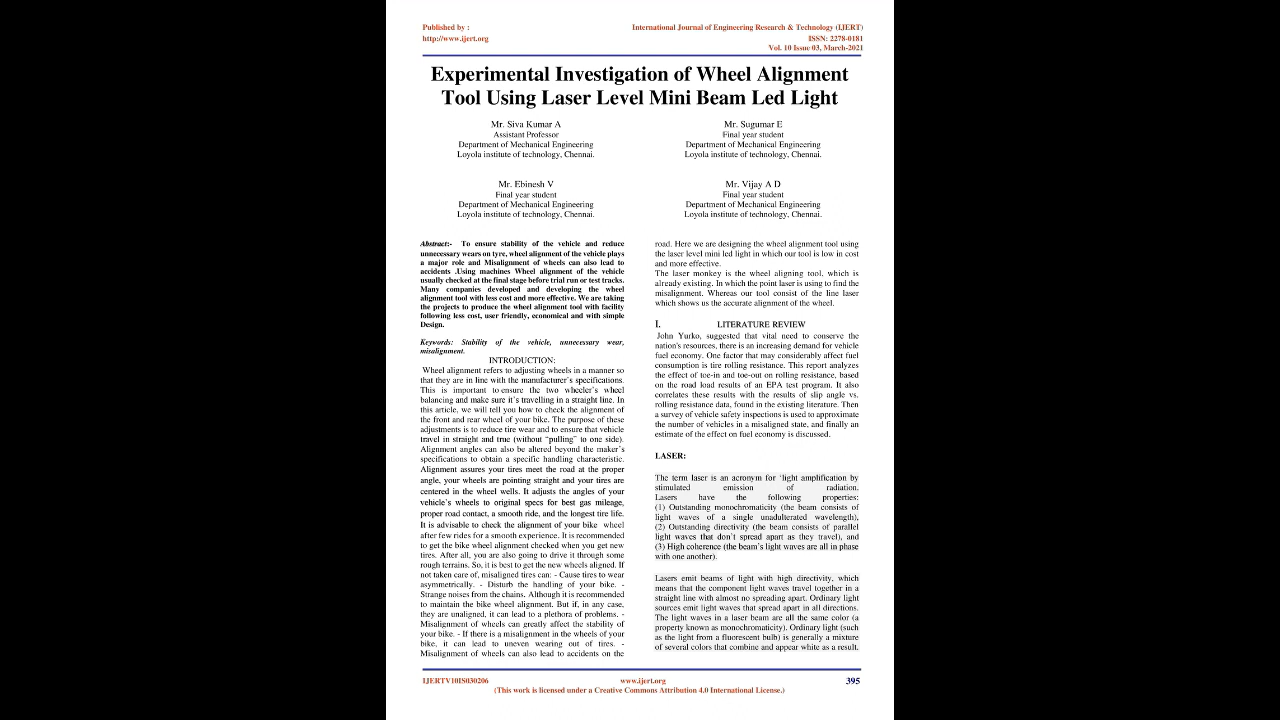 Published by :
http://www.ijert.org
International Journal of Engineering Research & Technology (IJERT)
ISSN: 2278-0181
Vol. 10 Issue 03, March-2021
Experimental Investigation of Wheel Alignment
Tool Using Laser Level Mini Beam Led Light
Mr. Siva Kumar A
Assistant Professor
Department of Mechanical Engineering
Loyola institute of technology, Chennai.
Mr. Sugumar E
Final year student
Department of Mechanical Engineering
Loyola institute of technology, Chennai.
Mr. Ebinesh V
Final year student
Department of Mechanical Engineering
Loyola institute of technology, Chennai.
Mr. Vijay A D
Final year student
Department of Mechanical Engineering
Loyola institute of technology, Chennai.
Abstract:- To ensure stability of the vehicle and reduce
unnecessary wears on tyre, wheel alignment of the vehicle plays
a major role and Misalignment of wheels can also lead to
accidents .Using machines Wheel alignment of the vehicle
usually checked at the final stage before trial run or test tracks.
Many companies developed and developing the wheel
alignment tool with less cost and more effective. We are taking
the projects to produce the wheel alignment tool with facility
following less cost, user friendly, economical and with simple
Design.
Keywords: Stability of the vehicle, unnecessary wear,
misalignment.
INTRODUCTION:
Wheel alignment refers to adjusting wheels in a manner so
that they are in line with the manufacturer's specifications.
This is important to ensure the two wheeler's wheel
balancing and make sure it's travelling in a straight line. In
this article, we will tell you how to check the alignment of
the front and rear wheel of your bike. The purpose of these
adjustments is to reduce tire wear and to ensure that vehicle
travel in straight and true (without "pulling" to one side).
Alignment angles can also be altered beyond the maker's
specifications to obtain a specific handling characteristic.
Alignment assures your tires meet the road at the proper
angle, your wheels are pointing straight and your tires are
centered in the wheel wells. It adjusts the angles of your
vehicle's wheels to original specs for best gas mileage,
proper road contact, a smooth ride, and the longest tire life.
It is advisable to check the alignment of your bike wheel
after few rides for a smooth experience. It is recommended
to get the bike wheel alignment checked when you get new
tires. After all, you are also going to drive it through some
rough terrains. So, it is best to get the new wheels aligned. If
not taken care of, misaligned tires can: - Cause tires to wear
asymmetrically. - Disturb the handling of your bike. -
Strange noises from the chains. Although it is recommended
to maintain the bike wheel alignment. But if, in any case,
they are unaligned, it can lead to a plethora of problems. -
Misalignment of wheels can greatly affect the stability of
your bike. - If there is a misalignment in the wheels of your
bike, it can lead to uneven wearing out of tires. -
Misalignment of wheels can also lead to accidents on the
road. Here we are designing the wheel alignment tool using
the laser level mini led light in which our tool is low in cost
and more effective.
The laser monkey is the wheel aligning tool, which is
already existing. In which the point laser is using to find the
misalignment. Whereas our tool consist of the line laser
which shows us the accurate alignment of the wheel.
I. LITERATURE REVIEW
John Yurko, suggested that vital need to conserve the
nation's resources, there is an increasing demand for vehicle
fuel economy. One factor that may considerably affect fuel
consumption is tire rolling resistance. This report analyzes
the effect of toe-in and toe-out on rolling resistance, based
on the road load results of an EPA test program. It also
correlates these results with the results of slip angle vs.
rolling resistance data, found in the existing literature. Then
a survey of vehicle safety inspections is used to approximate
the number of vehicles in a misaligned state, and finally an
estimate of the effect on fuel economy is discussed.
LASER:
The term laser is an acronym for 'light amplification by
stimulated emission of radiation.
Lasers have the following properties:
(1) Outstanding monochromaticity (the beam consists of
light waves of a single unadulterated wavelength),
(2) Outstanding directivity (the beam consists of parallel
light waves that don't spread apart as they travel), and
(3) High coherence (the beam's light waves are all in phase
with one another).
Lasers emit beams of light with high directivity, which
means that the component light waves travel together in a
straight line with almost no spreading apart. Ordinary light
sources emit light waves that spread apart in all directions.
The light waves in a laser beam are all the same color (a
property known as monochromaticity). Ordinary light (such
as the light from a fluorescent bulb) is generally a mixture
of several colors that combine and appear white as a result.
IJERTV10IS030206
www.ijert.org
395
(This work is licensed under a Creative Commons Attribution 4.0 International License.)